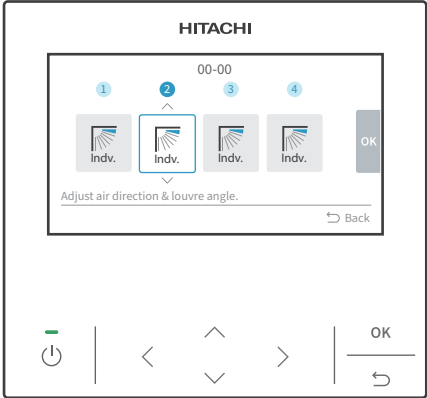 HITACHI
00-00
1 2 3 4
Indv. Indv. Indv. Indv.
OK
Adjust air direction & louvre angle.
Back
OK